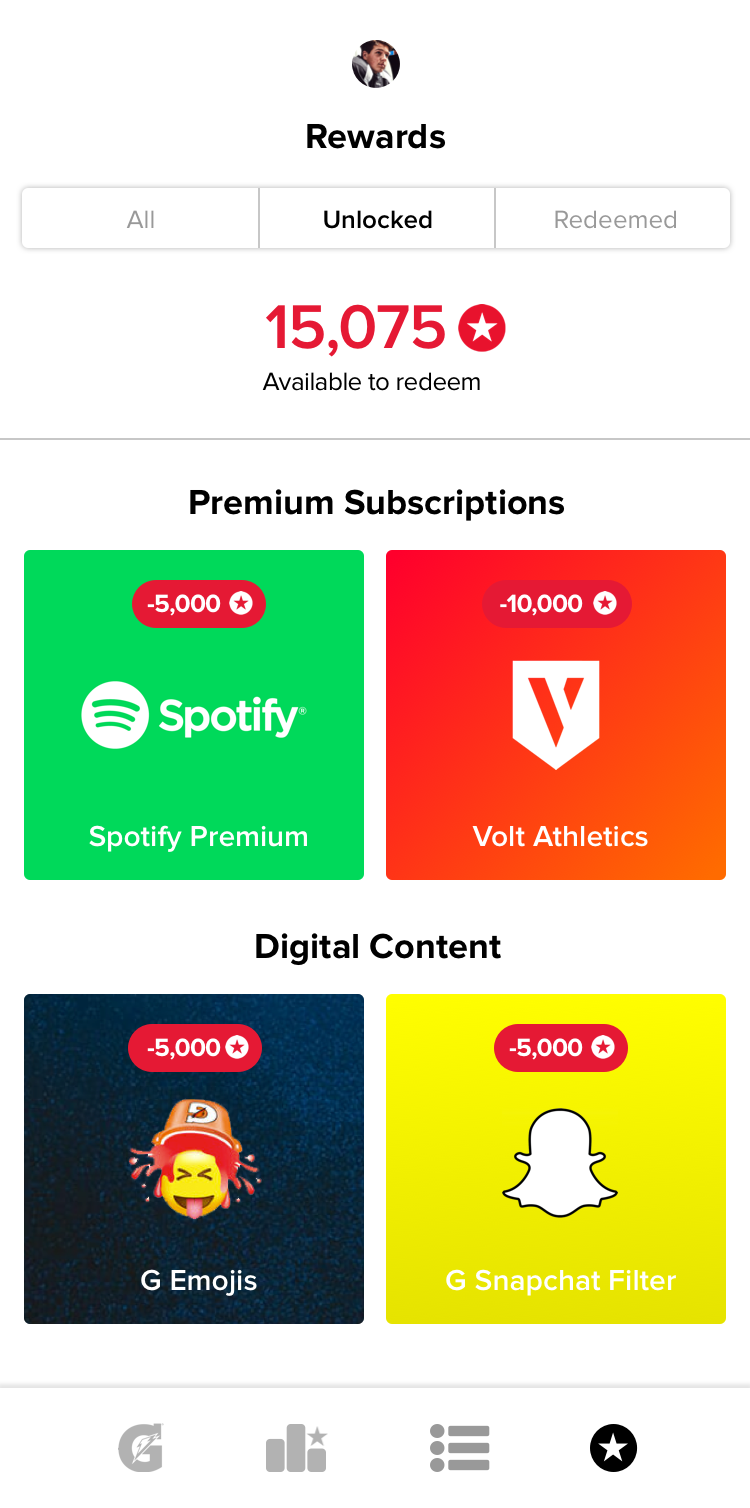 Rewards
All
Unlocked
Redeemed
15,075
Available to redeem
Premium Subscriptions
-5,000
-10,000
Spotify®
V
Spotify Premium
Volt Athletics
Digital Content
-5,000
-5,000
G Emojis
G Snapchat Filter
G